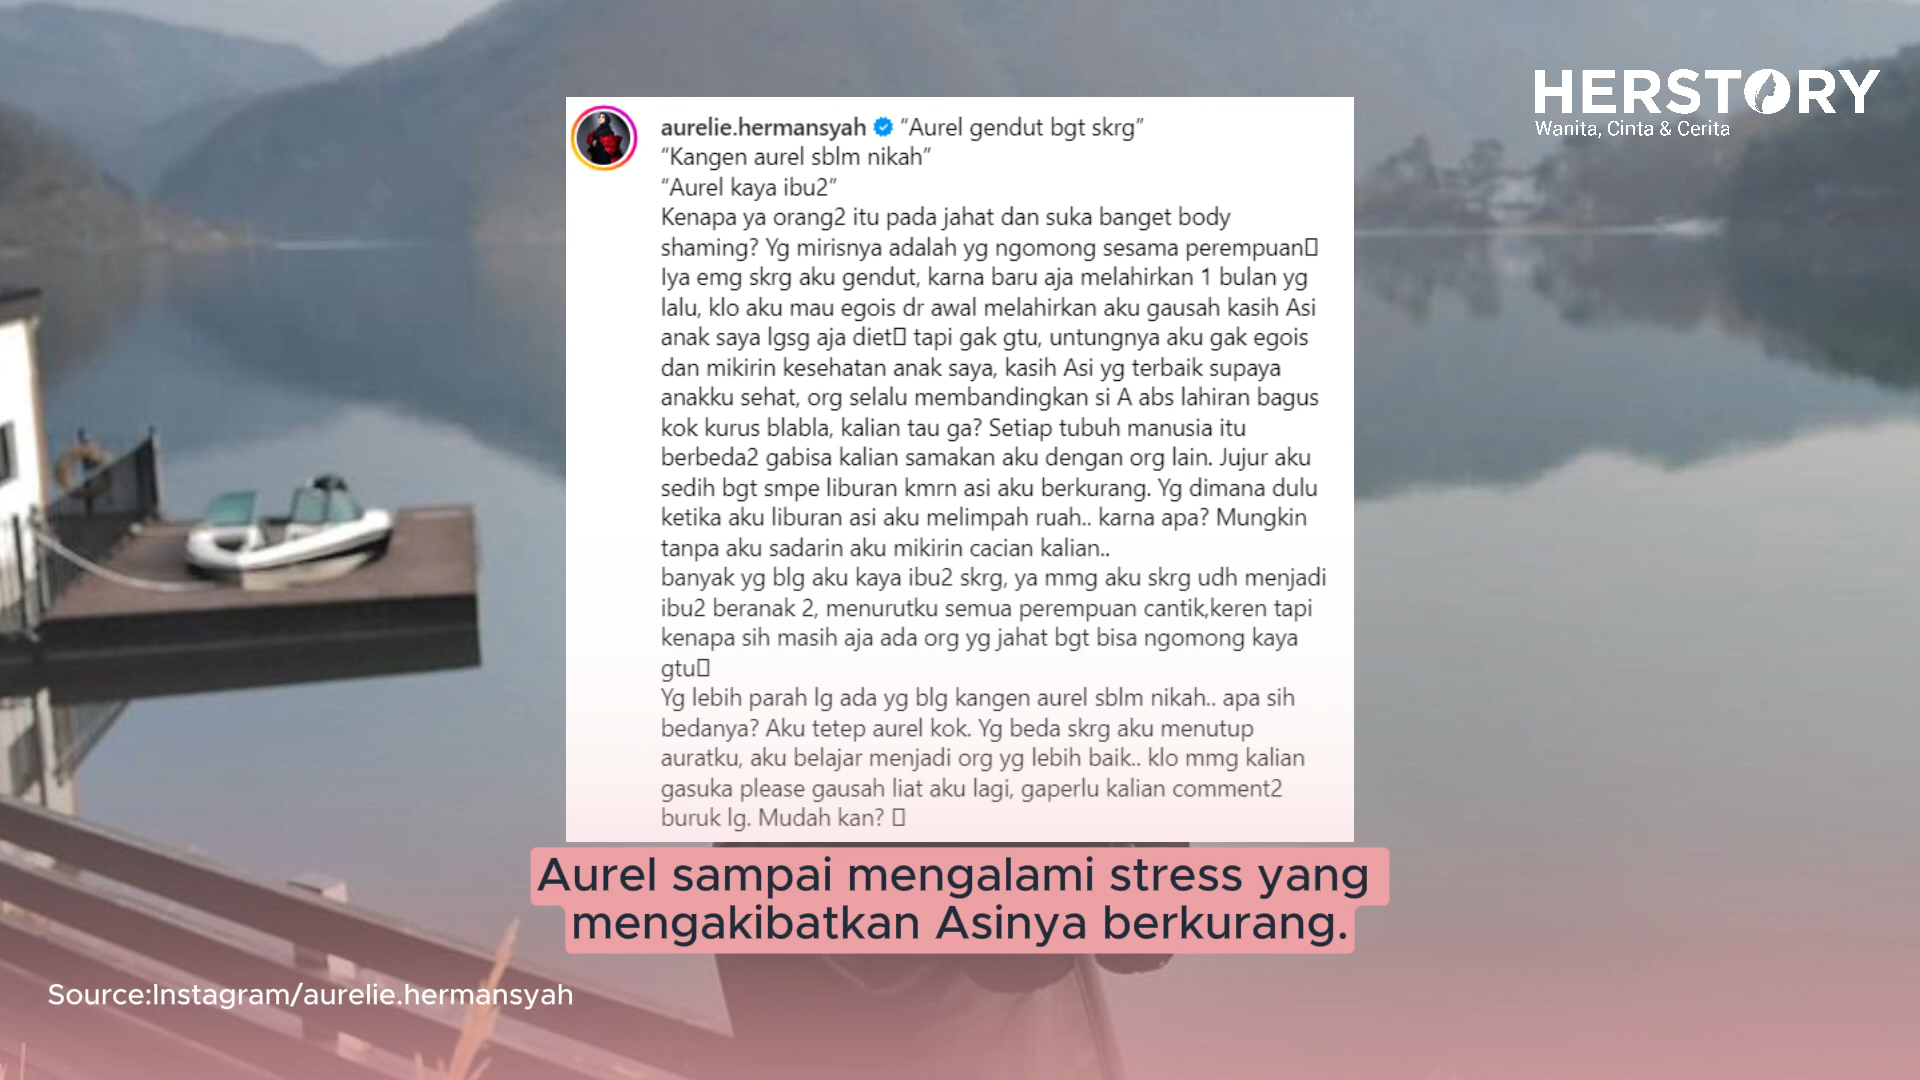 HERSTORY
Wanita, Cinta & Cerita
aurelie.hermansyah “Aurel gendut bgt skrg”
“Kangen aurel sblm nikah”
“Aurel kaya ibu2”
Kenapa ya orang2 itu pada jahat dan suka banget body
shaming? Yg mirisnya adalah yg ngomong sesama perempuan
Iya emg skrg aku gendut, karna baru aja melahirkan 1 bulan yg
lalu, klo aku mau egois dr awal melahirkan aku gausah kasih Asi
anak saya lgsg aja diet tapi gak gtu, untungnya aku gak egois
dan mikirin kesehatan anak saya, kasih Asi yg terbaik supaya
anakku sehat, org selalu membandingkan si A abs lahiran bagus
kok kurus blabla, kalian tau ga? Setiap tubuh manusia itu
berbeda2 gabisa kalian samakan aku dengan org lain. Jujur aku
sedih bgt smpe liburan kmrn asi aku berkurang. Yg dimana dulu
ketika aku liburan asi aku melimpah ruah.. karna apa? Mungkin
tanpa aku sadarin aku mikirin cacian kalian..
banyak yg blg aku kaya ibu2 skrg, ya mmg aku skrg udh menjadi
ibu2 beranak 2, menurutku semua perempuan cantik,keren tapi
kenapa sih masih aja ada org yg jahat bgt bisa ngomong kaya
gtu
Yg lebih parah lg ada yg blg kangen aurel sblm nikah.. apa sih
bedanya? Aku tetep aurel kok. Yg beda skrg aku menutup
auratku, aku belajar menjadi org yg lebih baik.. klo mmg kalian
gasuka please gausah liat aku lagi, gaperlu kalian comment2
buruk lg. Mudah kan?
Aurel sampai mengalami stress yang
mengakibatkan Asinya berkurang.
Source:Instagram/aurelie.hermansyah